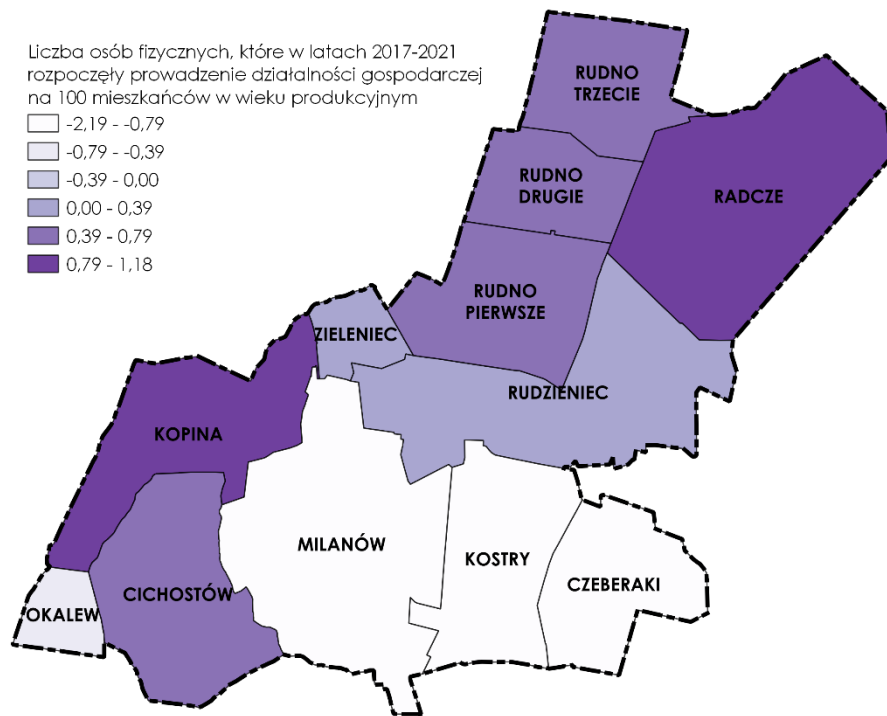 Liczba osób fizycznych, które w latach 2017-2021
rozpoczęły prowadzenie działalności gospodarczej
na 100 mieszkańców w wieku produkcyjnym
-2,19 - -0,79
-0,79 - -0,39
-0,39 - 0,00
0,00 - 0,39
0,39 - 0,79
0,79 - 1,18
RUDNO
TRZECIE
RUDNO
DRUGIE
RADCZE
RUDNO
PIERWSZE
ZIELENIEC
RUDZIENIEC
KOPINA
MILANÓW
KOSTRY
CZEBERAKI
CICHOSTÓW
OKALEW